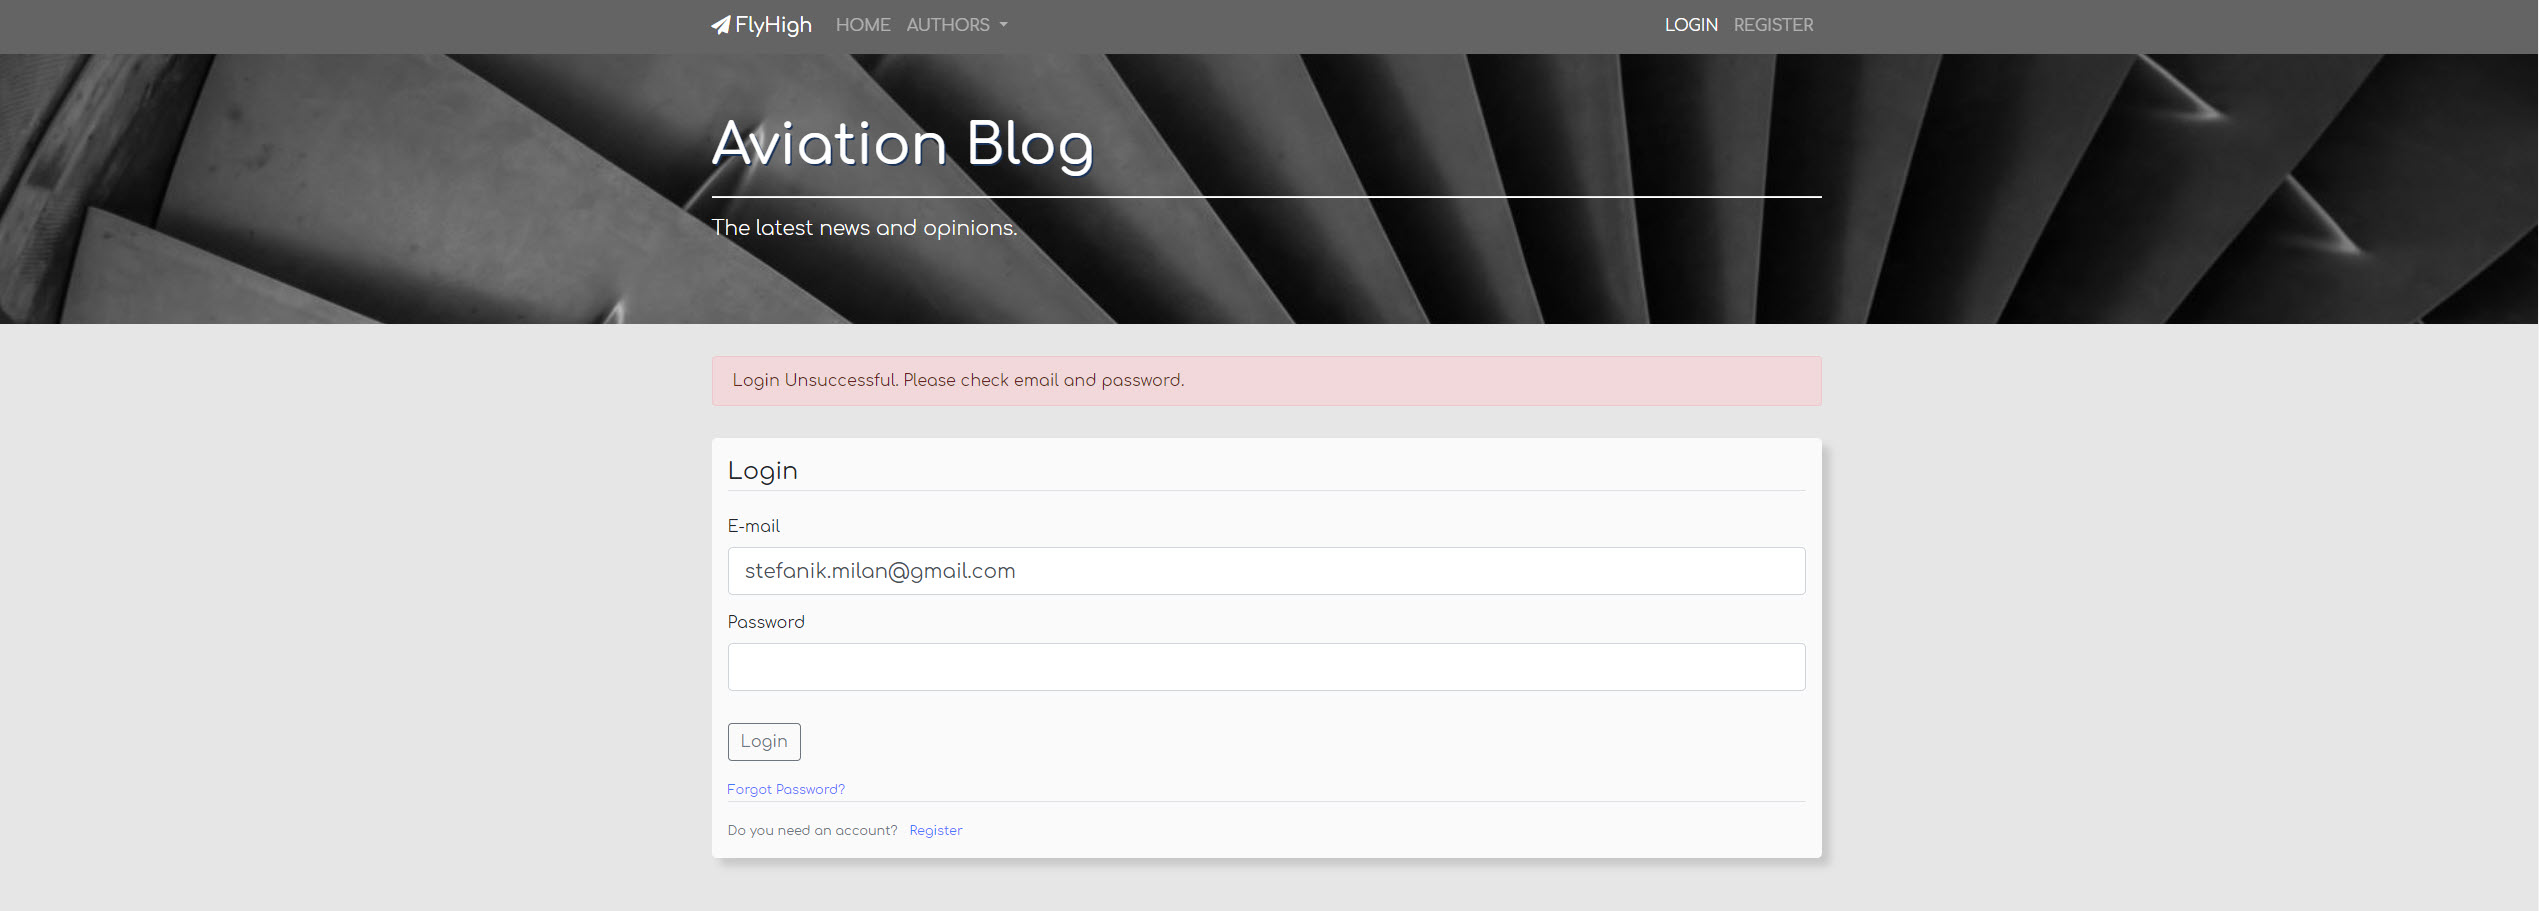 FlyHigh HOME AUTHORS LOGIN REGISTER
Aviation Blog
The latest news and opinions.
Login Unsuccessful. Please check email and password.
Login
E-mail
stefanik.milan@gmail.com
Password
Login
Forgot Password?
Do you need an account? Register